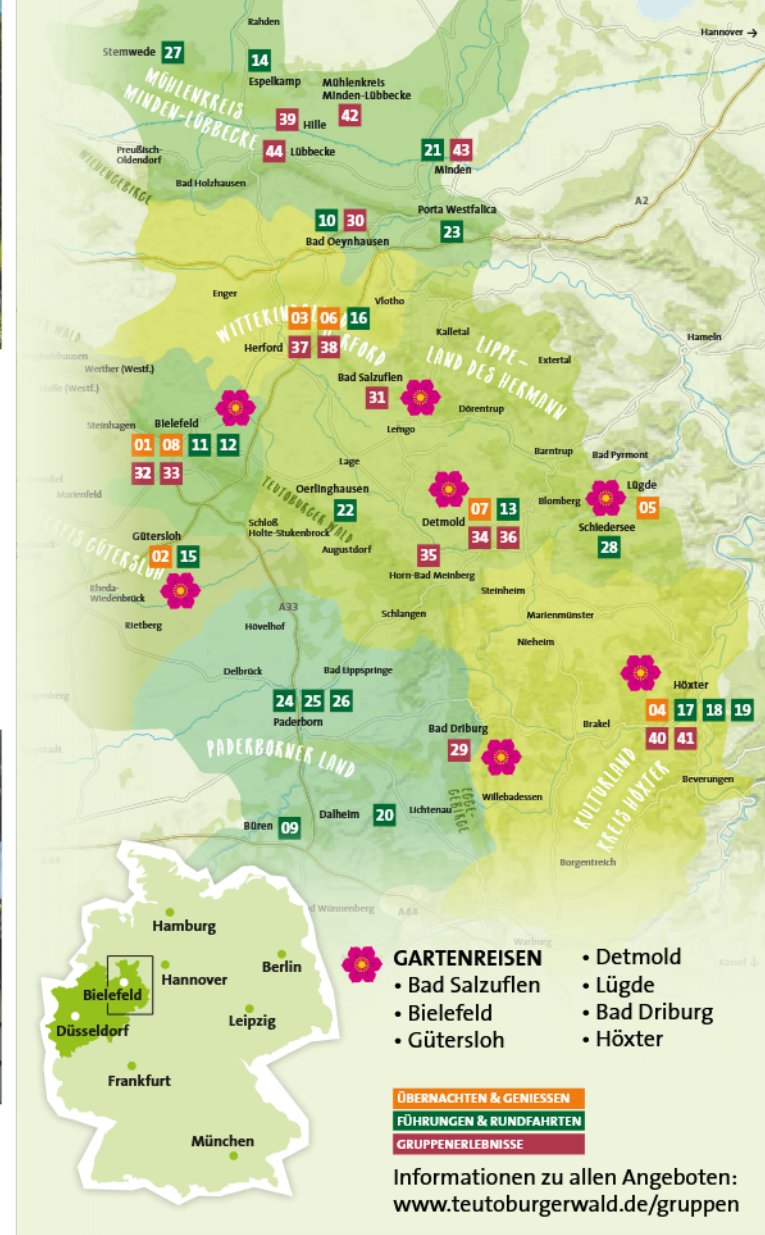 Rahden
Hannover →
Stemwede 27
14
Espelkamp
Mühlenkreis
Minden-Lübbecke
42
MÜHLENKREIS
MINDEN-LÜBBECKE
39 Hille
44 Lübbecke
21 43
Minden
Preußisch-
Oldendorf
WIEHENGEBIRGE
Bad Holzhausen
A2
Porta Westfalica
23
10 30
Bad Oeynhausen
Enger
Vlotho
03 06 16
Herford 37 38
Kalletal
LIPPE-
LAND DES HERMANN
Extertal
Hameln
Werther (Westf.)
Bad Salzuflen
31
Dörentrup
Lemgo
Steinhagen
Bielefeld
01 08 11 12
32 33
Barntrup
Bad Pyrmont
Lage
Marienfeld
Oerlinghausen
22
TEUTOBURGER WALD
Detmold
07 13
34 36
Blomberg
Lügde
05
Schiedersee
28
Schloß
Holte-Stukenbrock
Augustdorf
Gütersloh
02 15
35
Horn-Bad Meinberg
Steinheim
Rheda-
Wiedenbrück
A33
Schlangen
Marienmünster
Rietberg
Hövelhof
Nieheim
Delbrück
Bad Lippspringe
24 25 26
Paderborn
PADERBORNER LAND
Höxter
04 17 18 19
40 41
Bad Driburg
29
Brakel
KULTURLAND
KREIS HÖXTER
Beverungen
EGGE-
GEBIRGE
Willebadessen
Büren 09
Dalheim 20
Lichtenau
Borgentreich
A44
Warburg
Kassel ↓
Hamburg
Hannover
Berlin
Bielefeld
Düsseldorf
Leipzig
Frankfurt
München
GARTENREISEN
• Bad Salzuflen
• Bielefeld
• Gütersloh
• Detmold
• Lügde
• Bad Driburg
• Höxter
ÜBERNACHTEN & GENIESSEN
FÜHRUNGEN & RUNDFAHRTEN
GRUPPENERLEBNISSE
Informationen zu allen Angeboten:
www.teutoburgerwald.de/gruppen